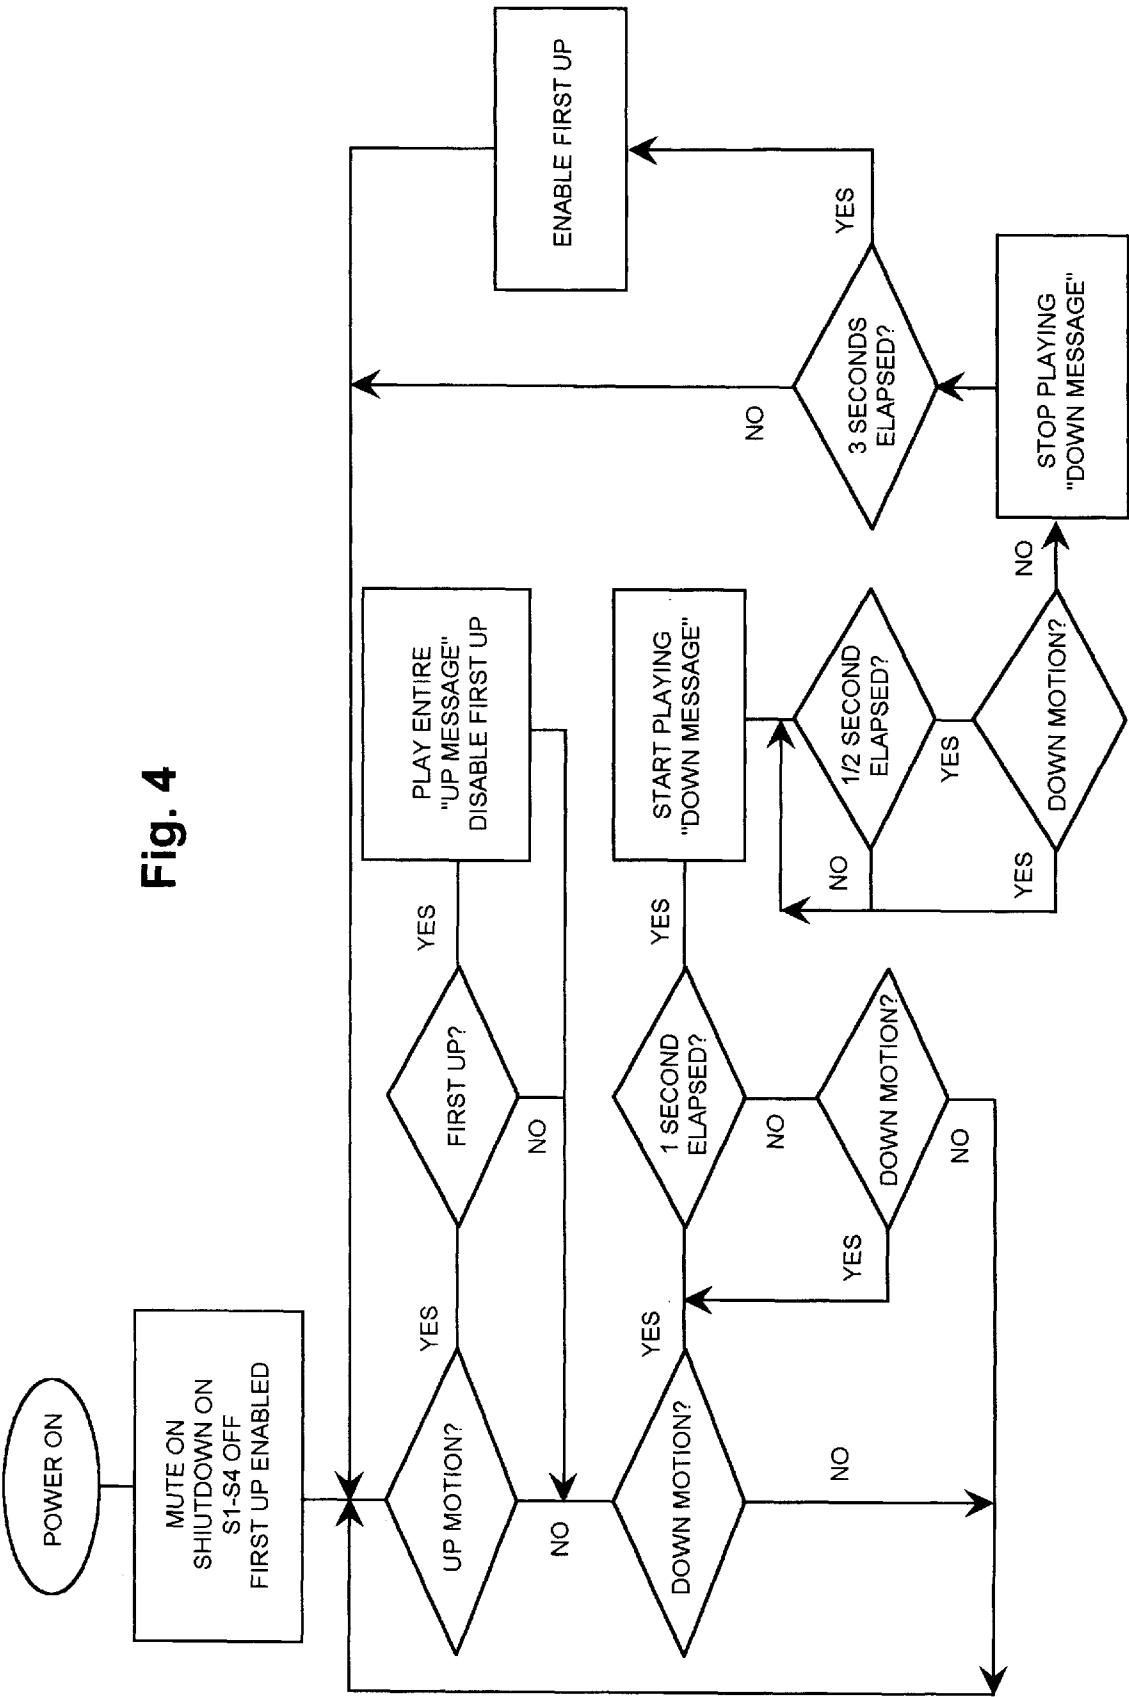 Fig. 4
POWER ON
MUTE ON
SHIUTDOWN ON
S1-S4 OFF
FIRST UP ENABLED
UP MOTION?
YES
NO
FIRST UP?
YES
NO
PLAY ENTIRE
"UP MESSAGE"
DISABLE FIRST UP
DOWN MOTION?
YES
NO
1 SECOND
ELAPSED?
YES
NO
DOWN MOTION?
YES
NO
START PLAYING
"DOWN MESSAGE"
1/2 SECOND
ELAPSED?
NO
YES
DOWN MOTION?
YES
NO
STOP PLAYING
"DOWN MESSAGE"
3 SECONDS
ELAPSED?
NO
YES
ENABLE FIRST UP